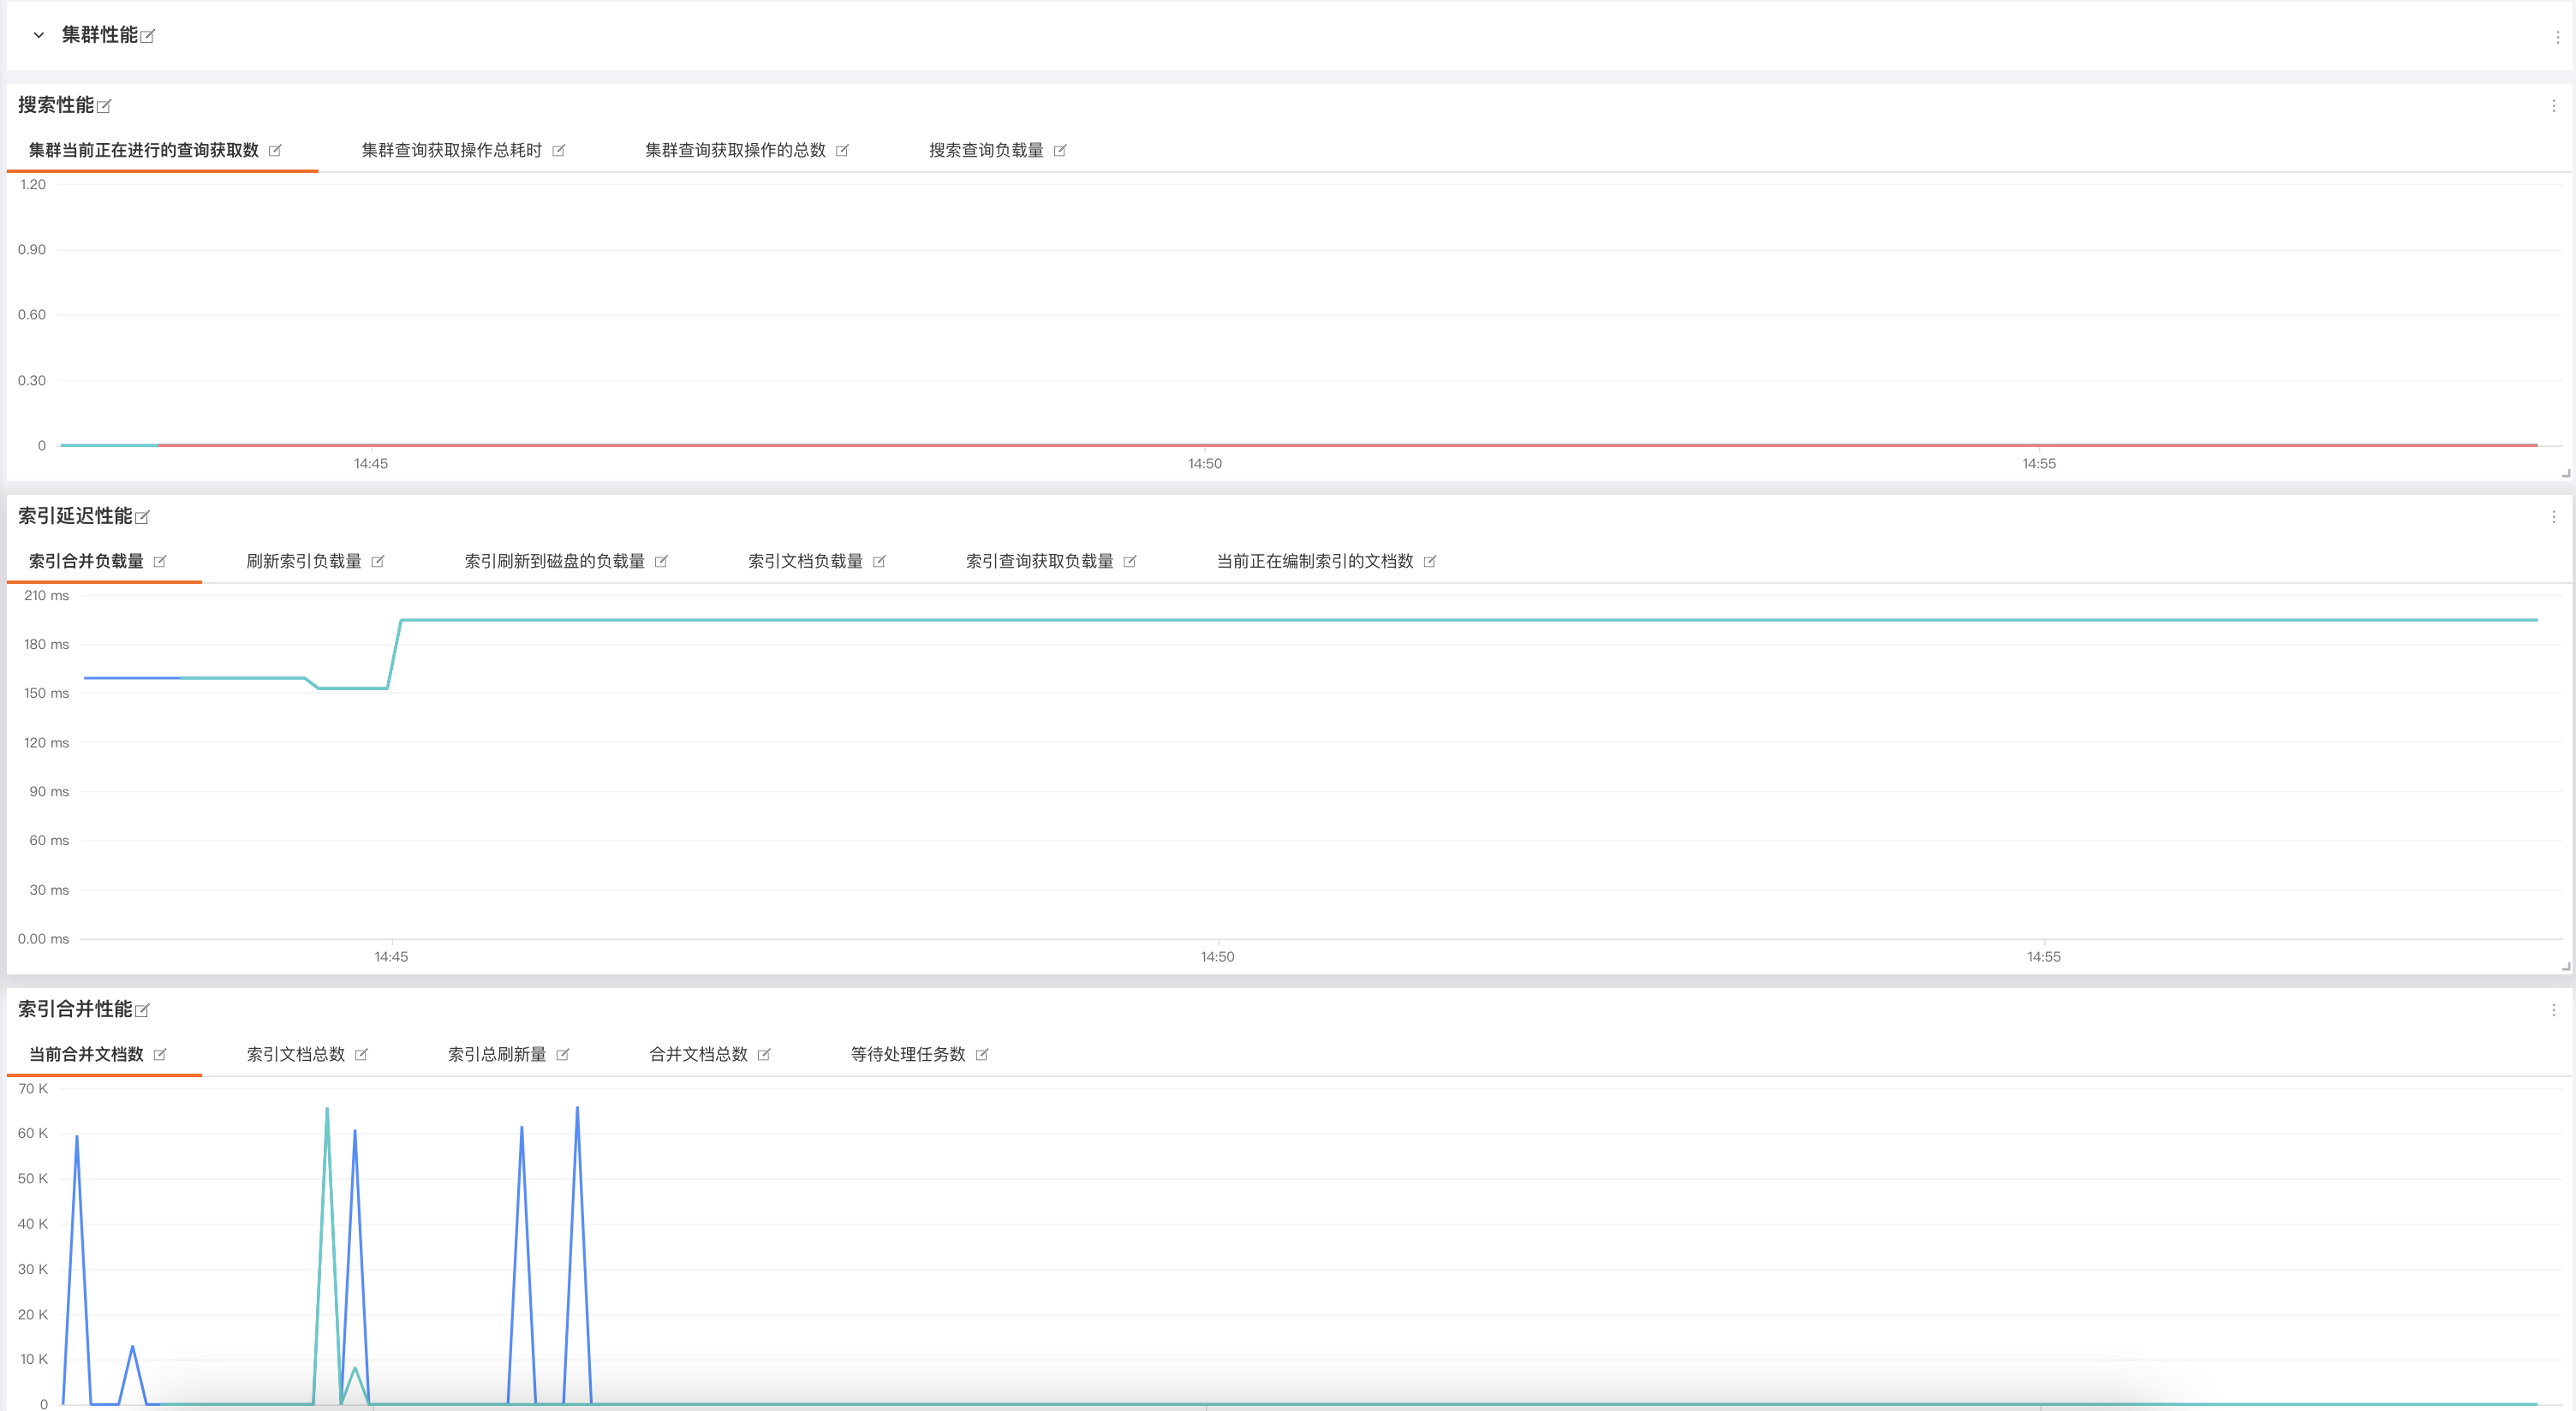 集群性能
搜索性能
集群当前正在进行的查询获取数 集群查询获取操作总耗时 集群查询获取操作的总数 搜索查询负载量
1.20
0.90
0.60
0.30
0
14:45 14:50 14:55
索引延迟性能
索引合并负载量 刷新索引负载量 索引刷新到磁盘的负载量 索引文档负载量 索引查询获取负载量 当前正在编制索引的文档数
210 ms
180 ms
150 ms
120 ms
90 ms
60 ms
30 ms
0.00 ms
14:45 14:50 14:55
索引合并性能
当前合并文档数 索引文档总数 索引总刷新量 合并文档总数 等待处理任务数
70 K
60 K
50 K
40 K
30 K
20 K
10 K
0